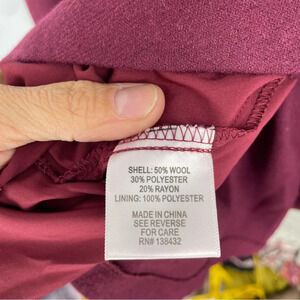 SHELL: 50% WOOL
30% POLYESTER
20% RAYON
LINING: 100% POLYESTER
MADE IN CHINA
SEE REVERSE
FOR CARE
RN# 138432